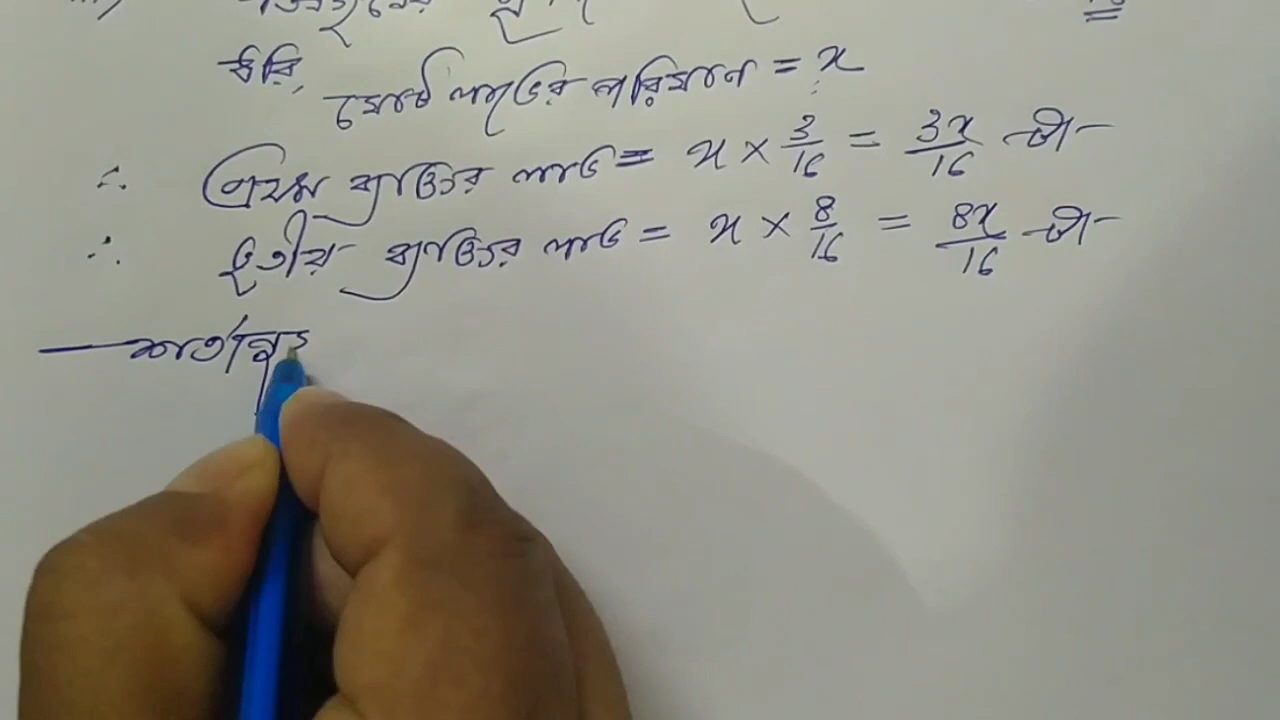 ধরি,
মোট লাভের পরিমান = x
∴ প্রথম ব্যক্তির লাভ = x × 3/16 = 3x/16 টা
∴ তৃতীয় ব্যক্তির লাভ = x × 8/16 = 8x/16 টা
শর্তানু